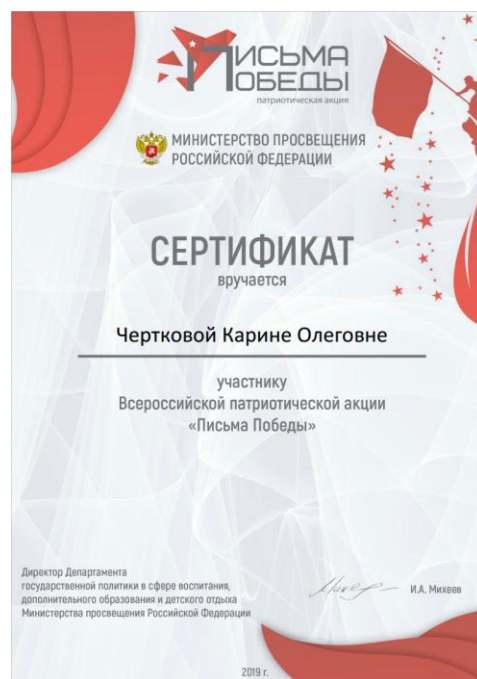 ПИСЬМА
ПОБЕДЫ
патриотическая акция
МИНИСТЕРСТВО ПРОСВЕЩЕНИЯ
РОССИЙСКОЙ ФЕДЕРАЦИИ
СЕРТИФИКАТ
вручается
Чертковой Карине Олеговне
участнику
Всероссийской патриотической акции
«Письма Победы»
Директор Департамента
государственной политики в сфере воспитания,
дополнительного образования и детского отдыха
Министерства просвещения Российской Федерации
И.А. Михеев
2019 г.